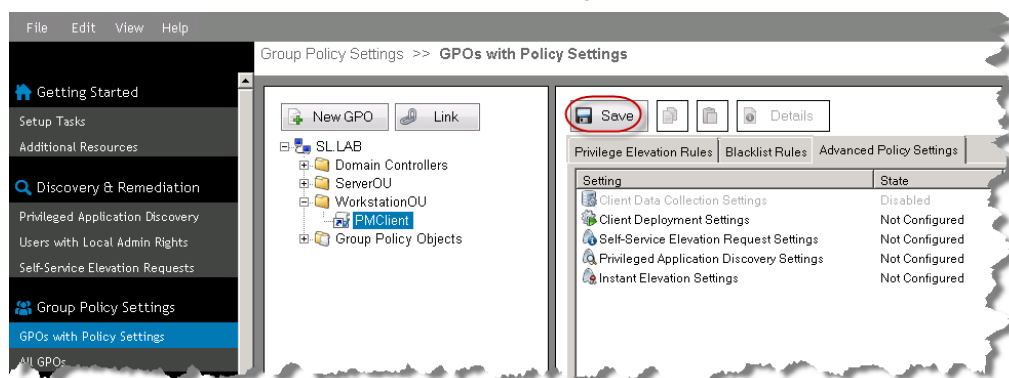 File Edit View Help
Group Policy Settings >> GPOs with Policy Settings
Getting Started
Setup Tasks
Additional Resources
Discovery & Remediation
Privileged Application Discovery
Users with Local Admin Rights
Self-Service Elevation Requests
Group Policy Settings
GPOs with Policy Settings
All GPOs
New GPO Link
SL.LAB
Domain Controllers
ServerOU
WorkstationOU
PMClient
Group Policy Objects
Save Details
Privilege Elevation Rules Blacklist Rules Advanced Policy Settings
Setting State
Client Data Collection Settings Disabled
Client Deployment Settings Not Configured
Self-Service Elevation Request Settings Not Configured
Privileged Application Discovery Settings Not Configured
Instant Elevation Settings Not Configured